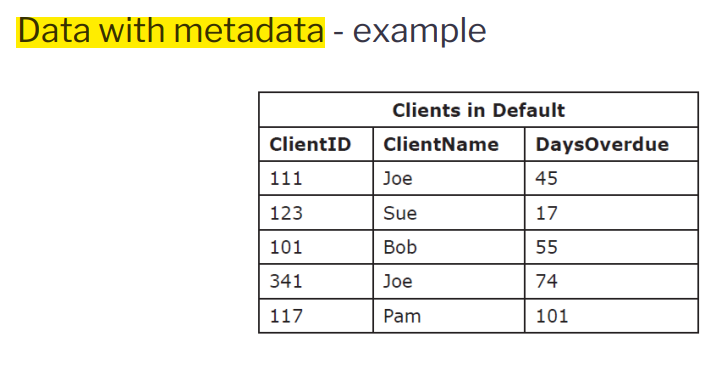 Data with metadata - example
Clients in Default
ClientID ClientName DaysOverdue
111 Joe 45
123 Sue 17
101 Bob 55
341 Joe 74
117 Pam 101